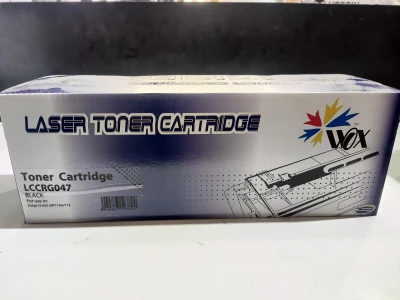 LASER TONER CARTRIDGE
WOX
Toner Cartridge
LCCRG047
BLACK
For use in: